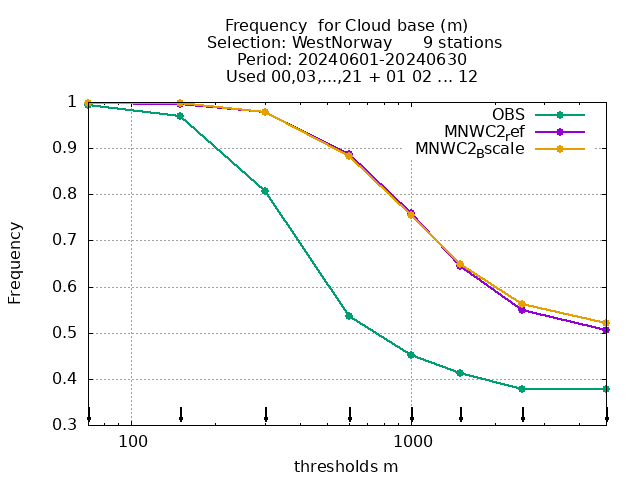 Frequency  for Cloud base (m)
Selection: WestNorway      9 stations
Period: 20240601-20240630
Used 00,03,...,21 + 01 02 ... 12
OBS
MNWC2ref
MNWC2Bscale
1
0.9
0.8
0.7
0.6
0.5
0.4
0.3
Frequency
100
1000
thresholds m